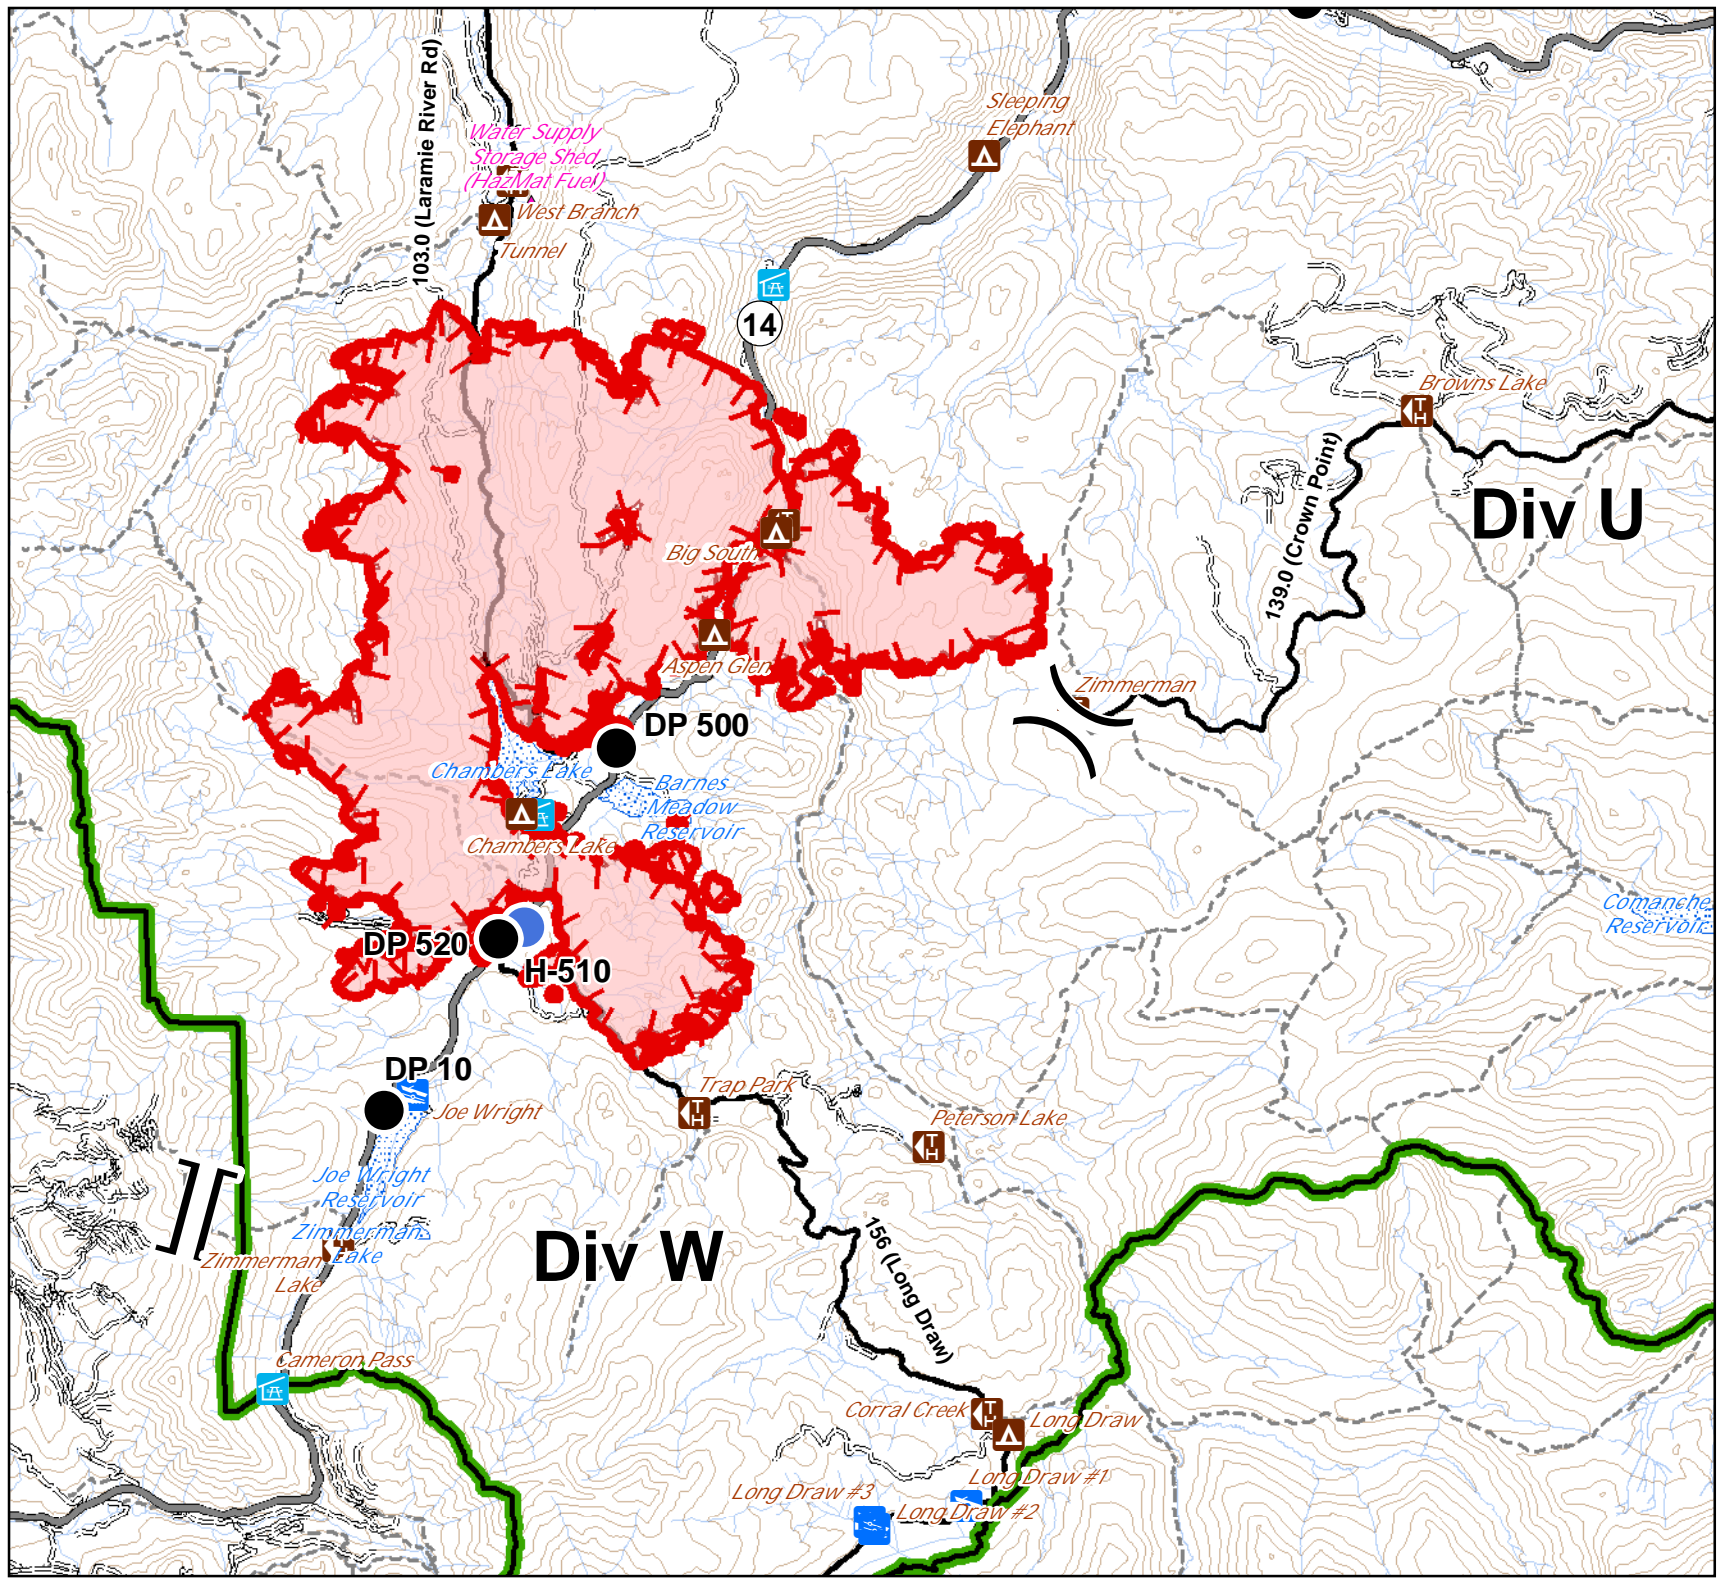 103.0 (Laramie River Rd)
Water Supply
Storage Shed
(HazMat Fuel)
West Branch
Tunnel
Sleeping
Elephant
14
Browns Lake
Div U
139.0 (Crown Point)
Big South
Aspen Glen
Zimmerman
DP 500
Chambers Lake
Barnes
Meadow
Reservoir
Chambers Lake
Comanche
Reservoir
DP 520
H-510
DP 10
Joe Wright
Trap Park
Peterson Lake
Joe Wright
Reservoir
Zimmerman
Lake
Zimmerman
Lake
Div W
156 (Long Draw)
Cameron Pass
Corral Creek
Long Draw
Long Draw #1
Long Draw #3
Long Draw #2